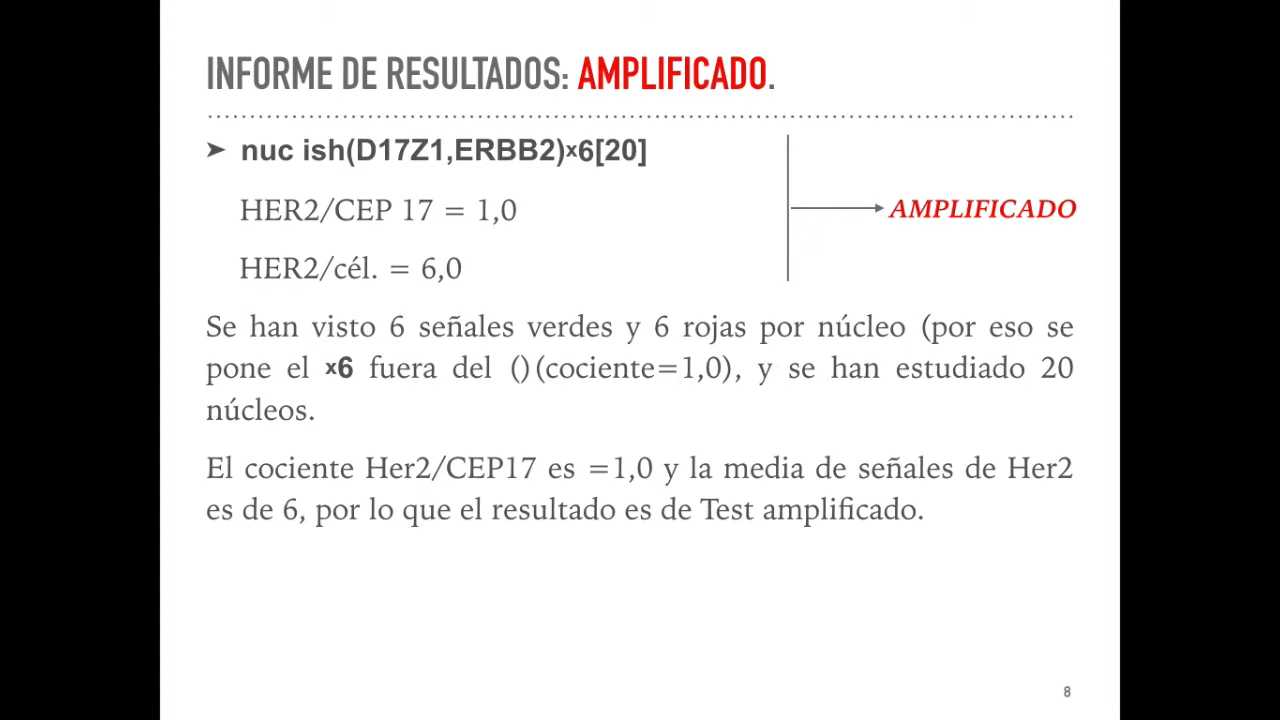 INFORME DE RESULTADOS: AMPLIFICADO.
➤ nuc ish(D17Z1,ERBB2)x6[20]
HER2/CEP 17 = 1,0
AMPLIFICADO
HER2/cél. = 6,0
Se han visto 6 señales verdes y 6 rojas por núcleo (por eso se
pone el x6 fuera del ()(cociente=1,0), y se han estudiado 20
núcleos.
El cociente Her2/CEP17 es =1,0 y la media de señales de Her2
es de 6, por lo que el resultado es de Test amplificado.
8